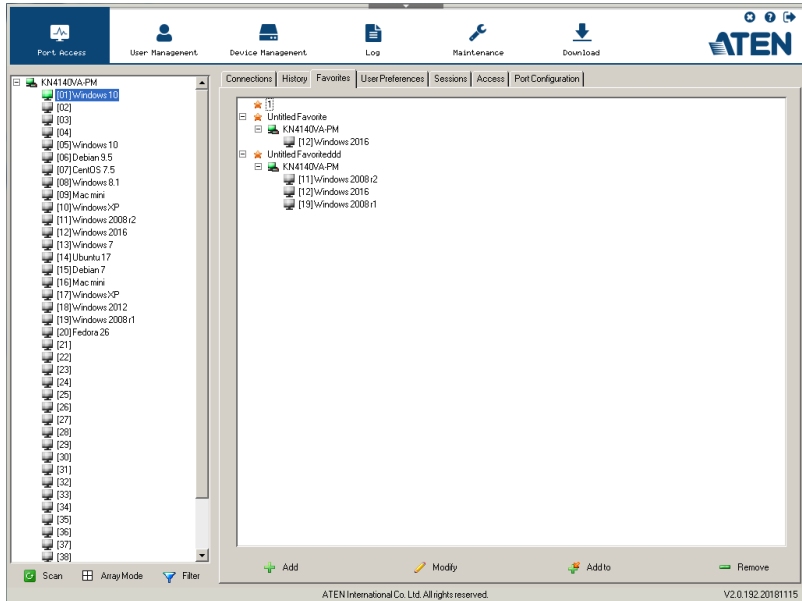 Port Access User Management Device Management Log Maintenance Download ATEN
KN4140VA-PM
[01]Windows 10
[02]
[03]
[04]
[05]Windows 10
[06]Debian 9.5
[07]CentOS 7.5
[08]Windows 8.1
[09]Mac mini
[10]WindowsXP
[11]Windows 2008 r2
[12]Windows 2016
[13]Windows 7
[14]Ubuntu 17
[15]Debian 7
[16]Mac mini
[17]WindowsXP
[18]Windows 2012
[19]Windows 2008 r1
[20]Fedora 26
[21]
[22]
[23]
[24]
[25]
[26]
[27]
[28]
[29]
[30]
[31]
[32]
[33]
[34]
[35]
[36]
[37]
[38]
Scan Array Mode Filter
Connections History Favorites User Preferences Sessions Access Port Configuration
1
Untitled Favorite
KN4140VA-PM
[12]Windows 2016
Untitled Favoriteddd
KN4140VA-PM
[11]Windows 2008 r2
[12]Windows 2016
[19]Windows 2008 r1
Add Modify Add to Remove
ATEN International Co. Ltd. All rights reserved. V2.0.192.20181115